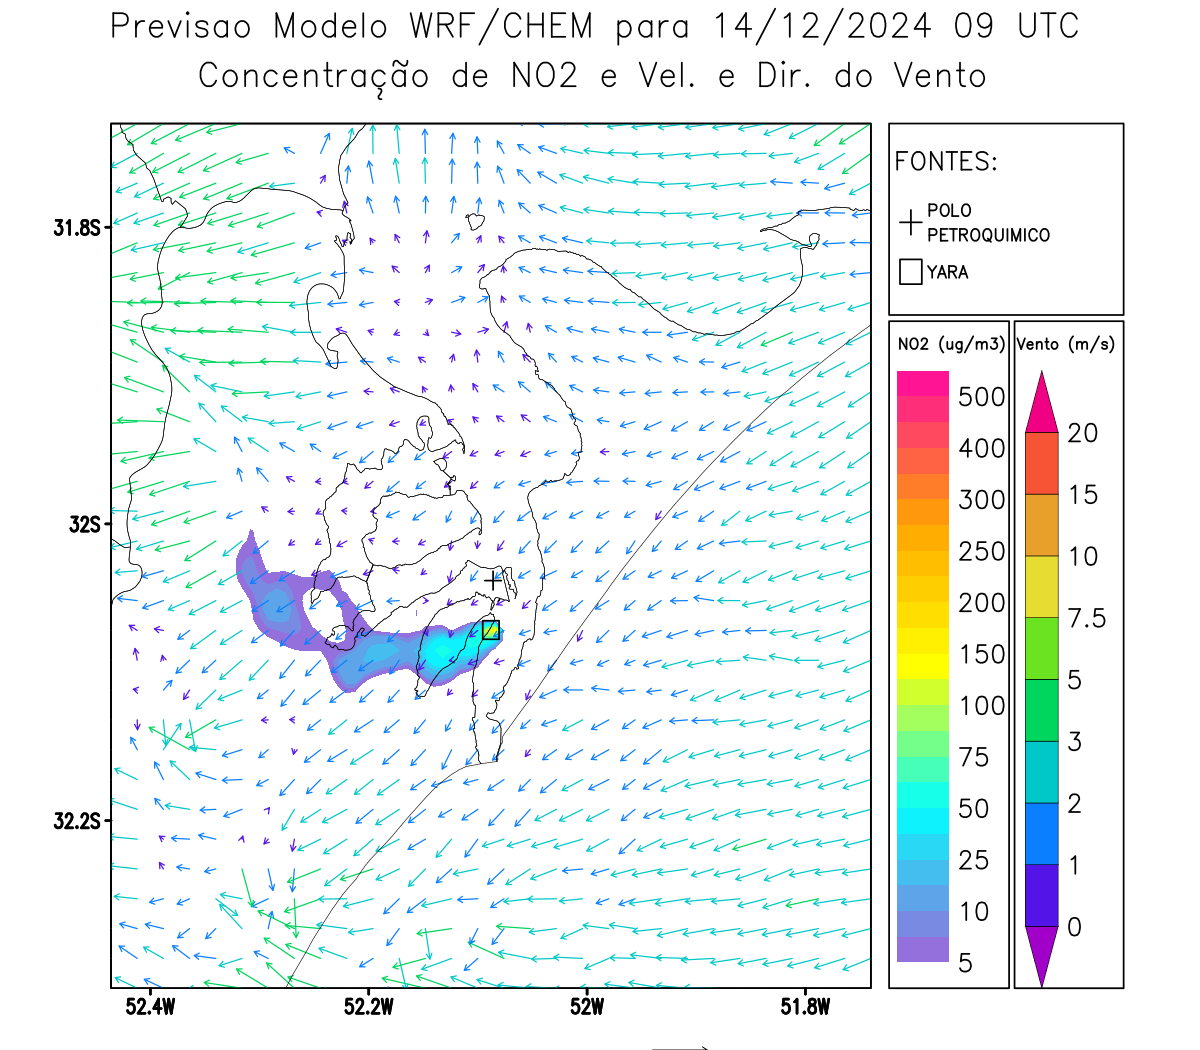 Previsao Modelo WRF/CHEM para 14/12/2024 09 UTC
Concentração de NO2 e Vel. e Dir. do Vento
FONTES:
POLO
PETROQUIMICO
YARA
NO2 (ug/m3)
500
400
300
250
200
150
100
75
50
25
10
5
Vento (m/s)
20
15
10
7.5
5
3
2
1
0
31.8S
32S
32.2S
52.4W
52.2W
52W
51.8W